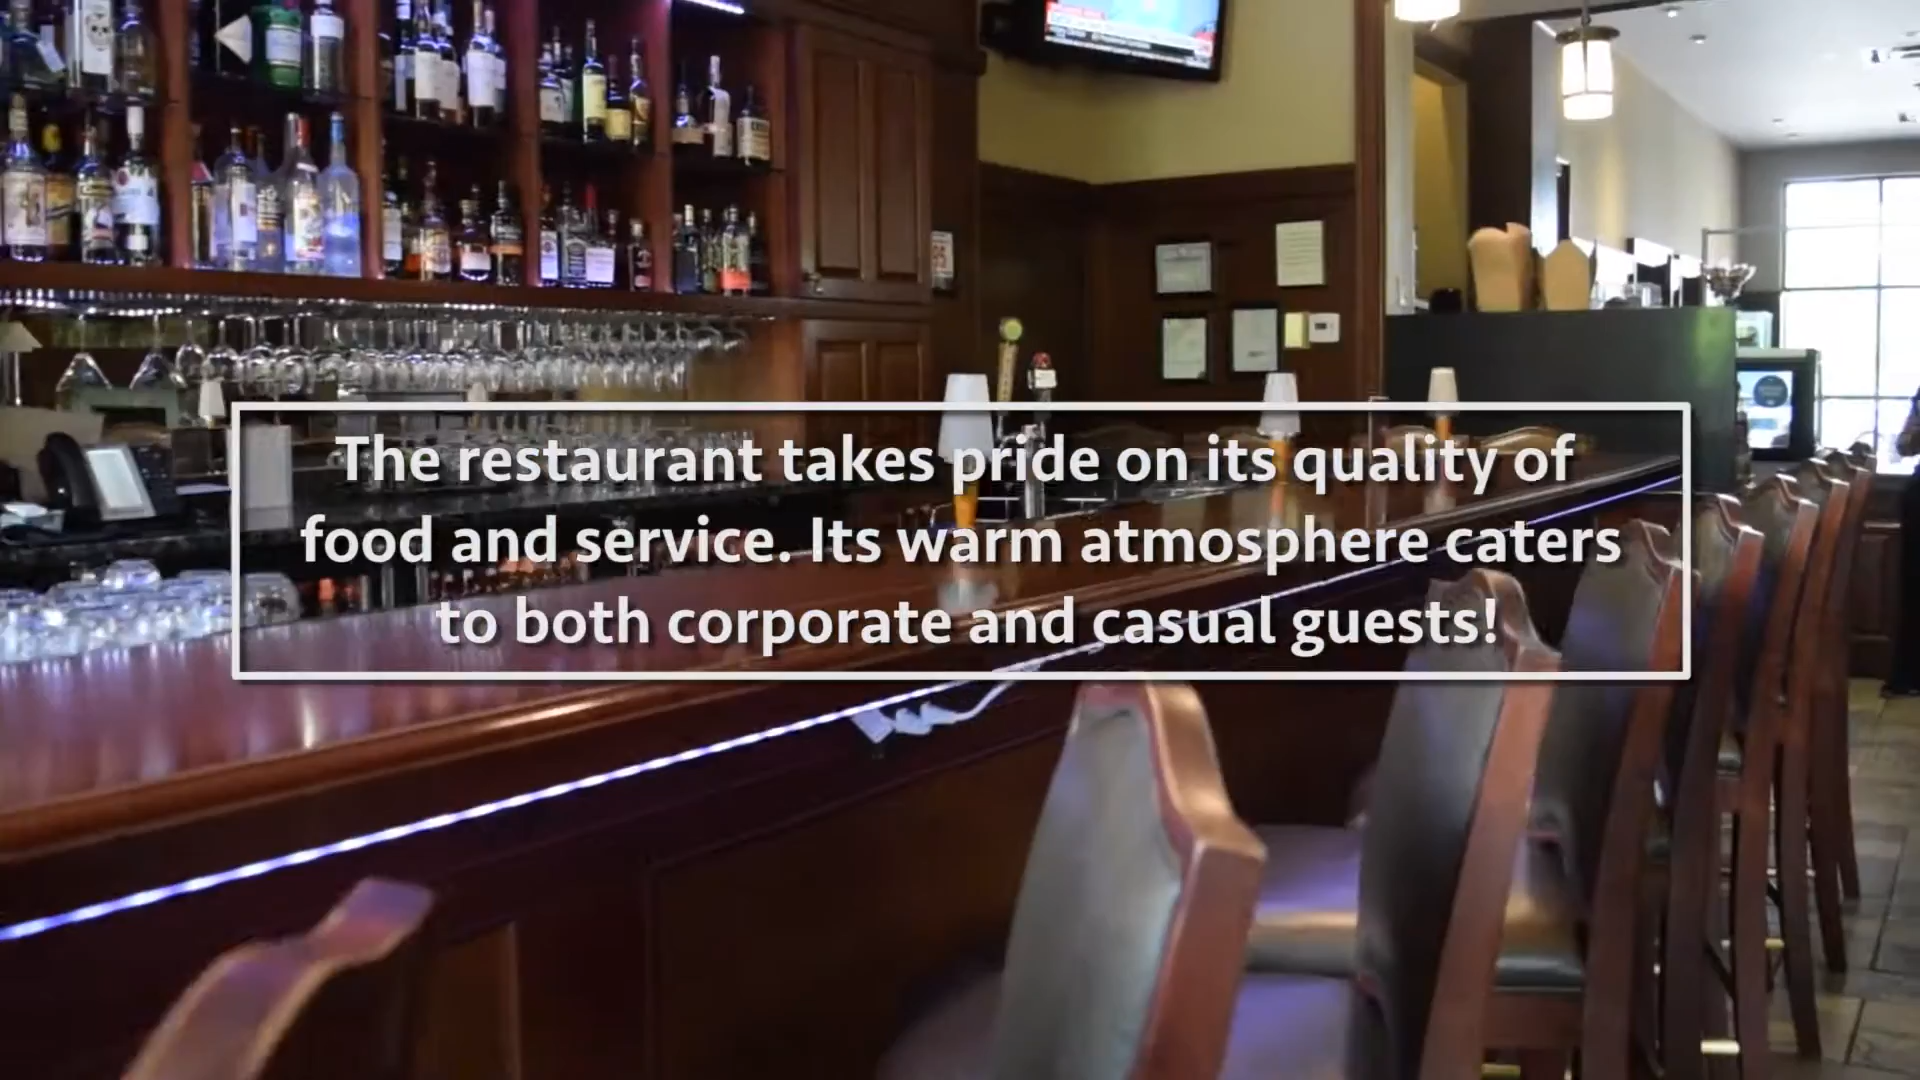 The restaurant takes pride on its quality of
food and service. Its warm atmosphere caters
to both corporate and casual guests!